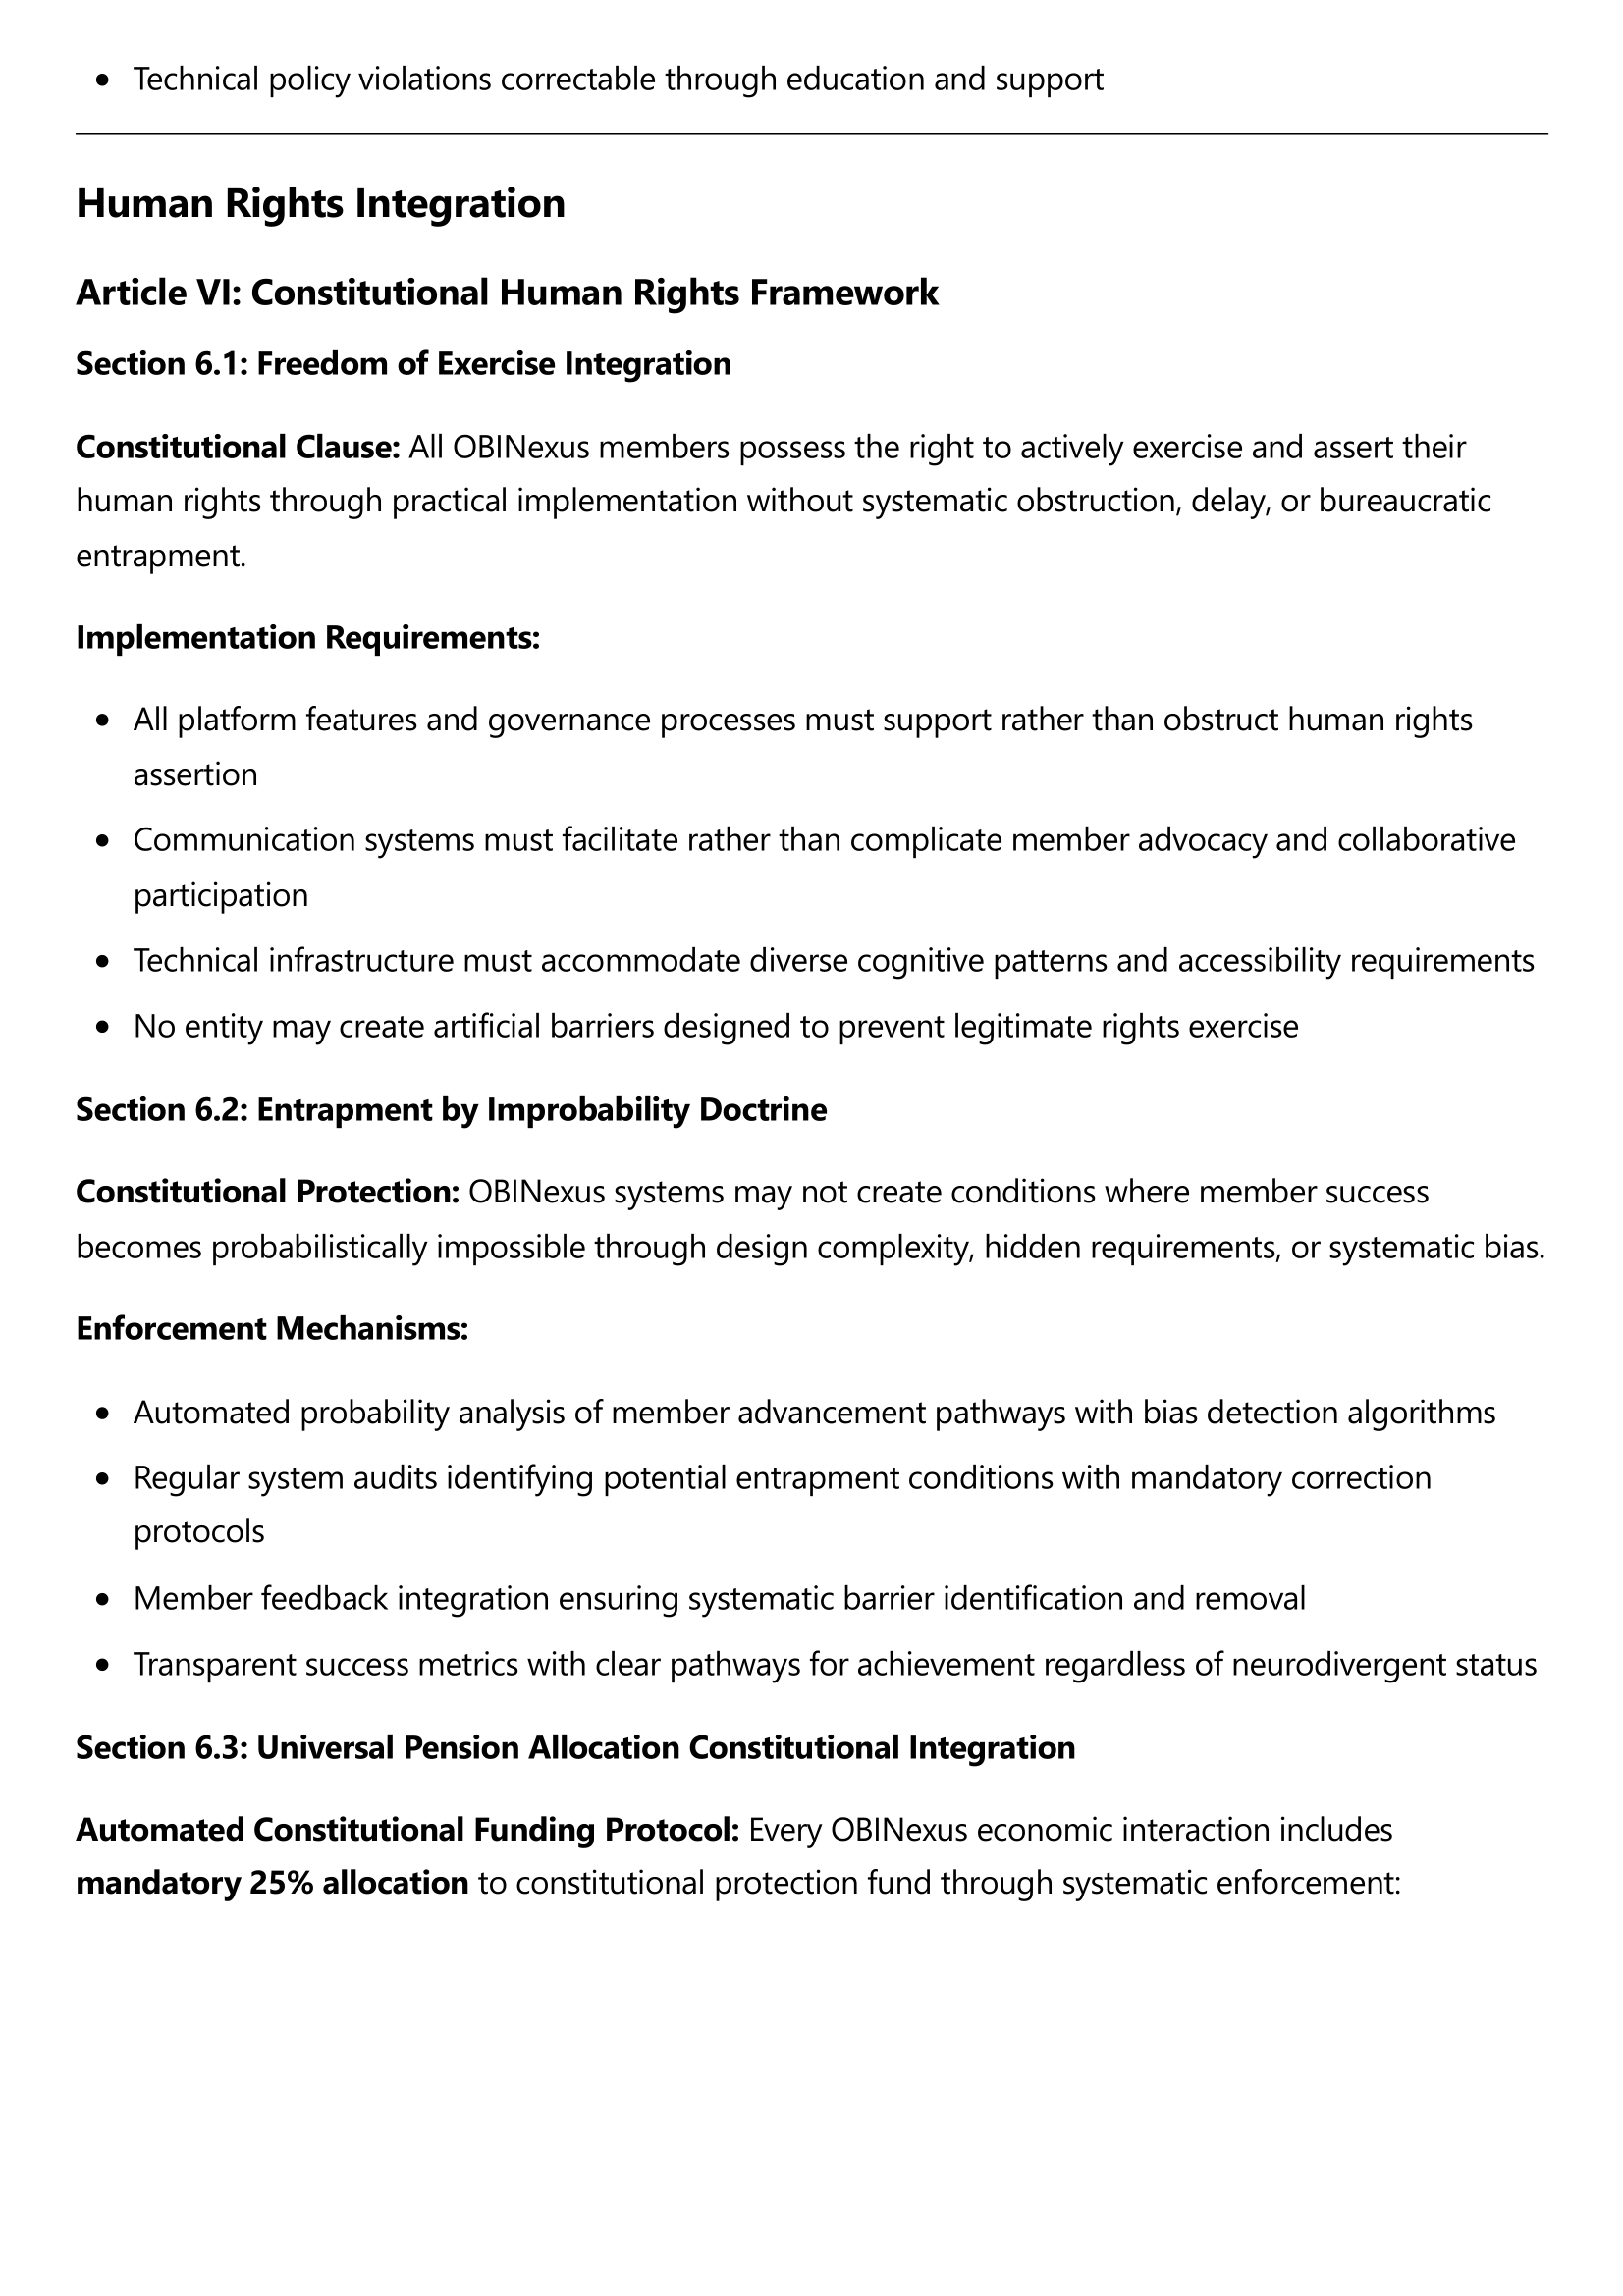 • Technical policy violations correctable through education and support
Human Rights Integration
Article VI: Constitutional Human Rights Framework
Section 6.1: Freedom of Exercise Integration
Constitutional Clause: All OBINexus members possess the right to actively exercise and assert their
human rights through practical implementation without systematic obstruction, delay, or bureaucratic
entrapment.
Implementation Requirements:
• All platform features and governance processes must support rather than obstruct human rights
assertion
• Communication systems must facilitate rather than complicate member advocacy and collaborative
participation
• Technical infrastructure must accommodate diverse cognitive patterns and accessibility requirements
• No entity may create artificial barriers designed to prevent legitimate rights exercise
Section 6.2: Entrapment by Improbability Doctrine
Constitutional Protection: OBINexus systems may not create conditions where member success
becomes probabilistically impossible through design complexity, hidden requirements, or systematic bias.
Enforcement Mechanisms:
• Automated probability analysis of member advancement pathways with bias detection algorithms
• Regular system audits identifying potential entrapment conditions with mandatory correction
protocols
• Member feedback integration ensuring systematic barrier identification and removal
• Transparent success metrics with clear pathways for achievement regardless of neurodivergent status
Section 6.3: Universal Pension Allocation Constitutional Integration
Automated Constitutional Funding Protocol: Every OBINexus economic interaction includes
mandatory 25% allocation to constitutional protection fund through systematic enforcement: